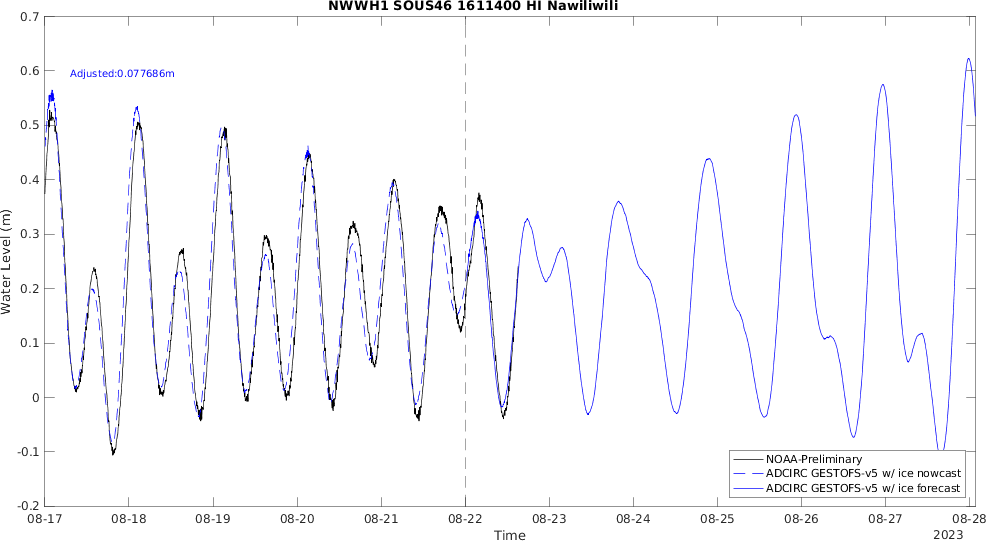 NWWH1 SOUS46 1611400 HI Nawiliwili
0.7
0.6
0.5
0.4
0.3
0.2
0.1
0
-0.1
-0.2
Water Level (m)
Adjusted:0.077686m
NOAA-Preliminary
ADCIRC GESTOFS-v5 w/ ice nowcast
ADCIRC GESTOFS-v5 w/ ice forecast
08-17 08-18 08-19 08-20 08-21 08-22 08-23 08-24 08-25 08-26 08-27 08-28
Time
2023